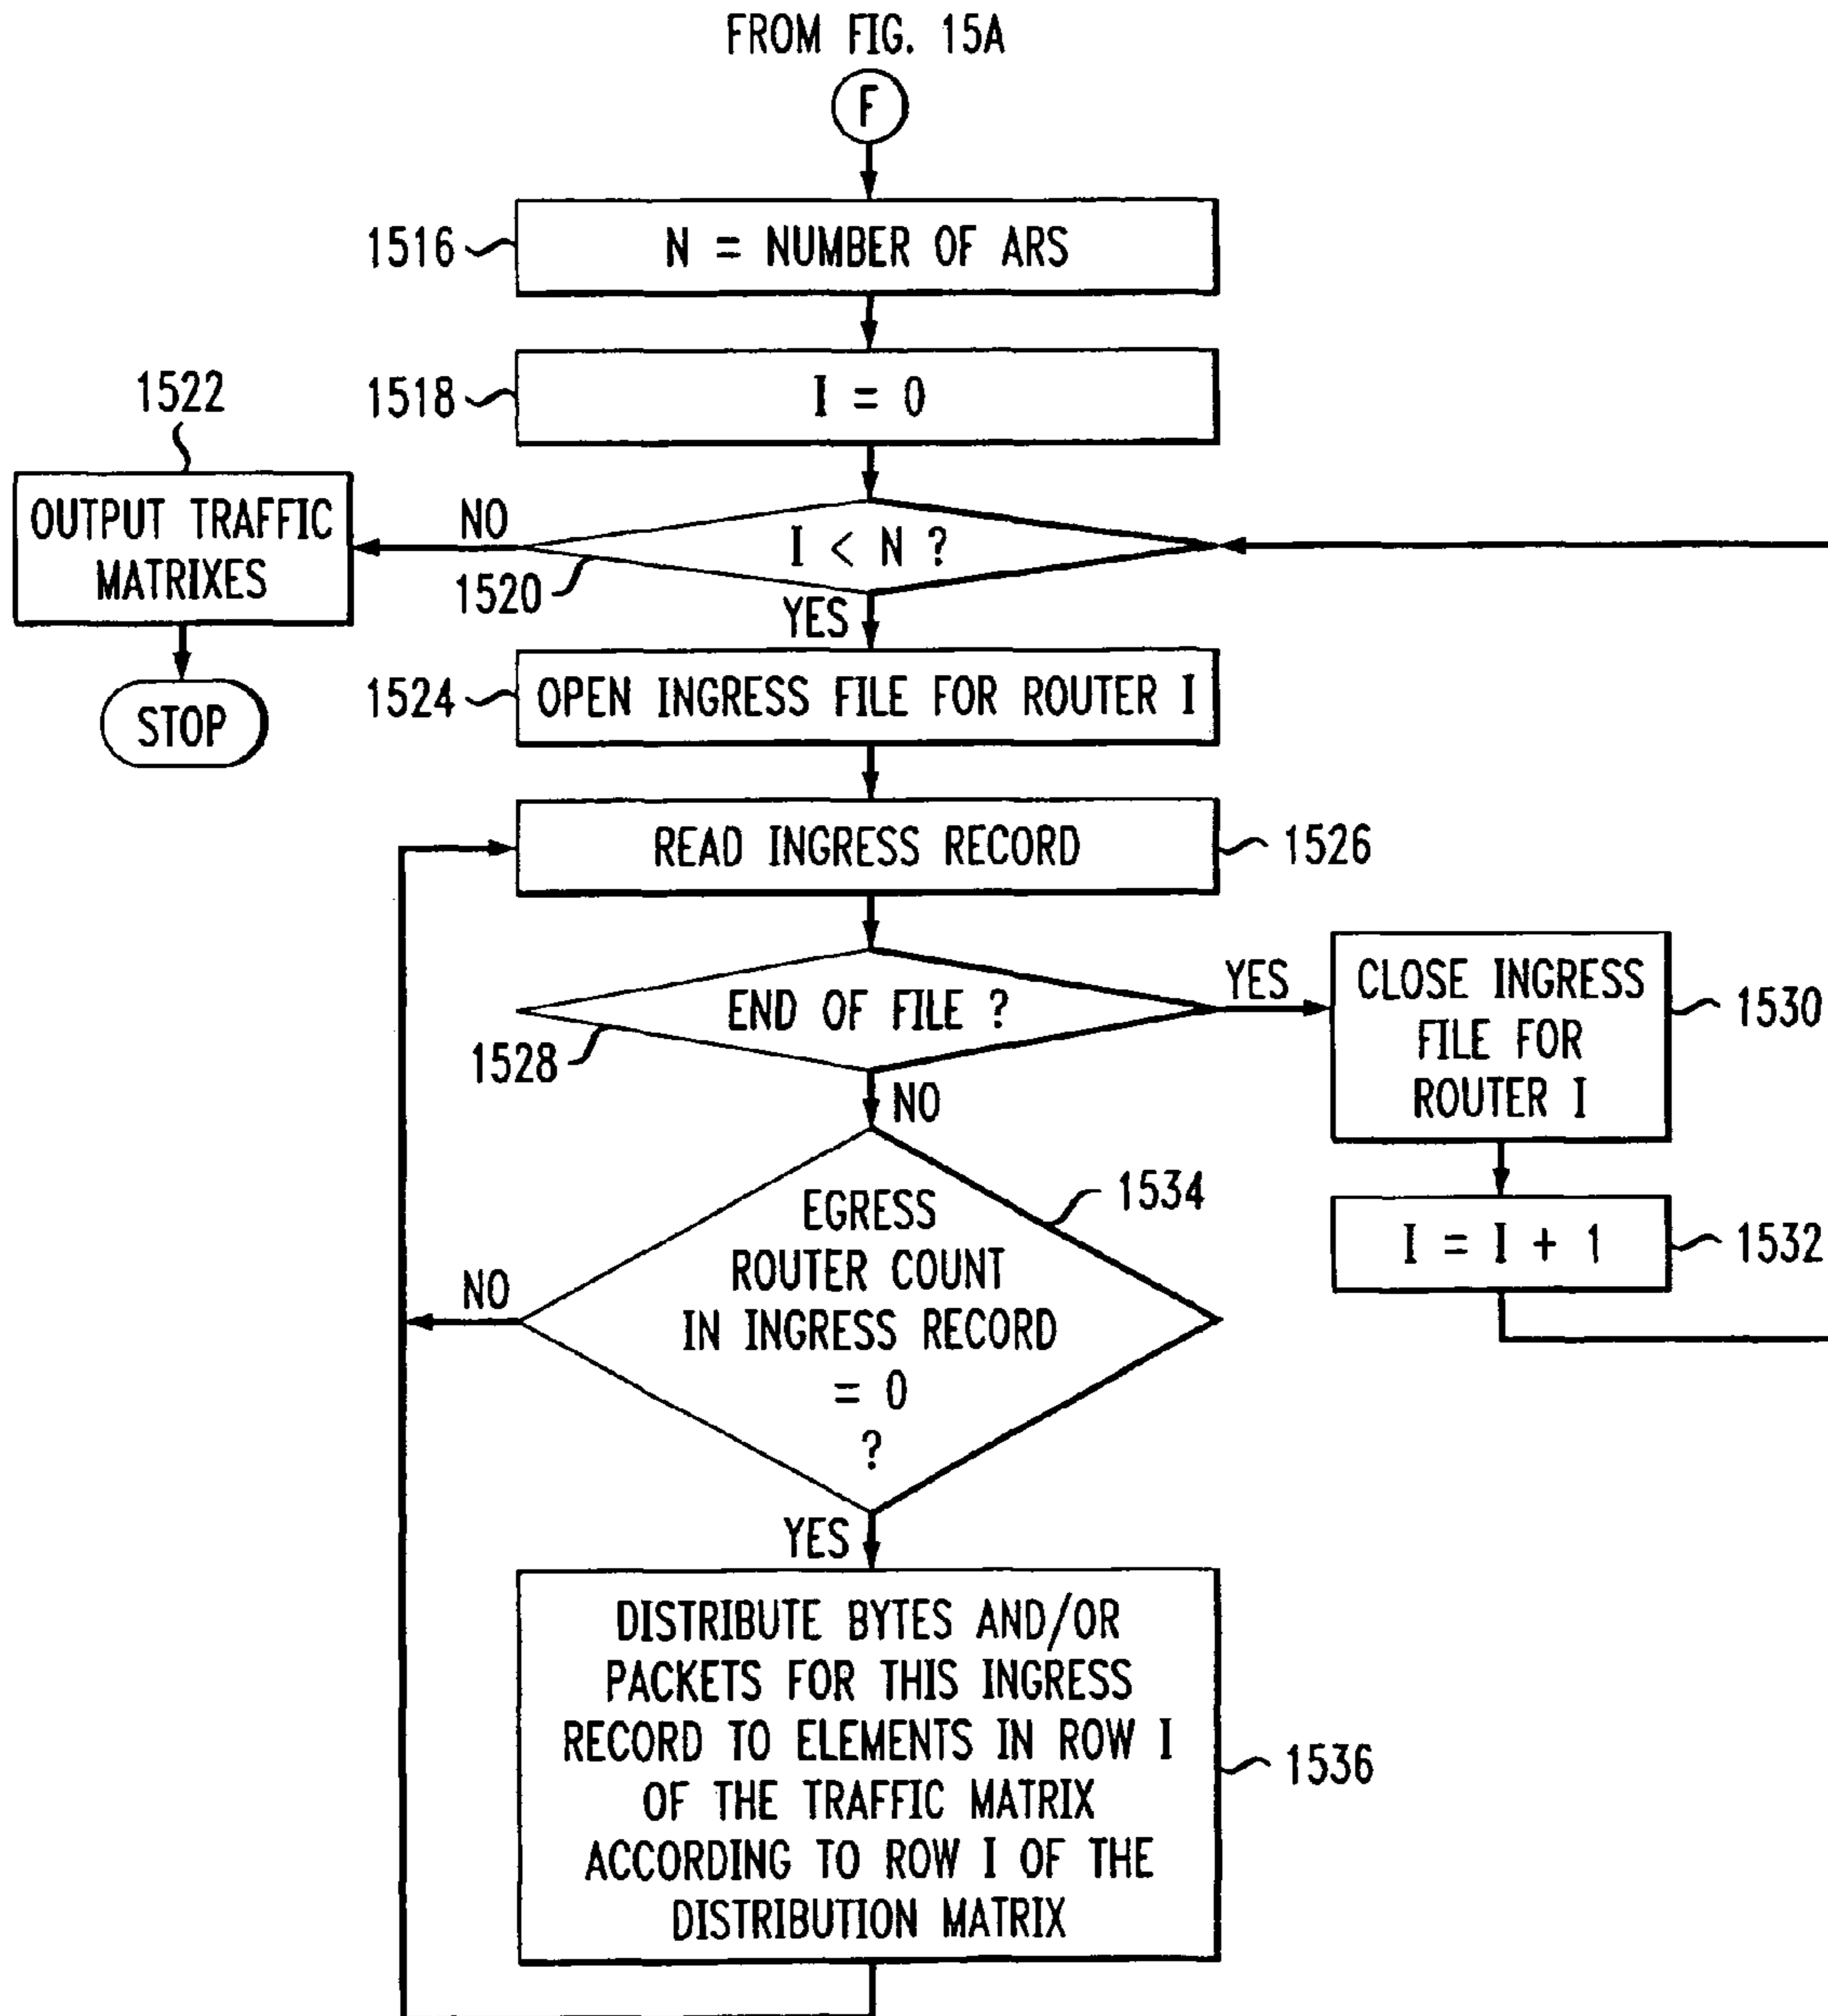 FROM FIG. 15A
F
1516
N = NUMBER OF ARS
1518
I = 0
1522
OUTPUT TRAFFIC
MATRIXES
STOP
NO
I < N ?
1520
YES
1524
OPEN INGRESS FILE FOR ROUTER I
READ INGRESS RECORD
1526
END OF FILE ?
1528
YES
CLOSE INGRESS
FILE FOR
ROUTER I
1530
I = I + 1
1532
NO
EGRESS
ROUTER COUNT
IN INGRESS RECORD
= 0
?
1534
NO
YES
DISTRIBUTE BYTES AND/OR
PACKETS FOR THIS INGRESS
RECORD TO ELEMENTS IN ROW I
OF THE TRAFFIC MATRIX
ACCORDING TO ROW I OF THE
DISTRIBUTION MATRIX
1536